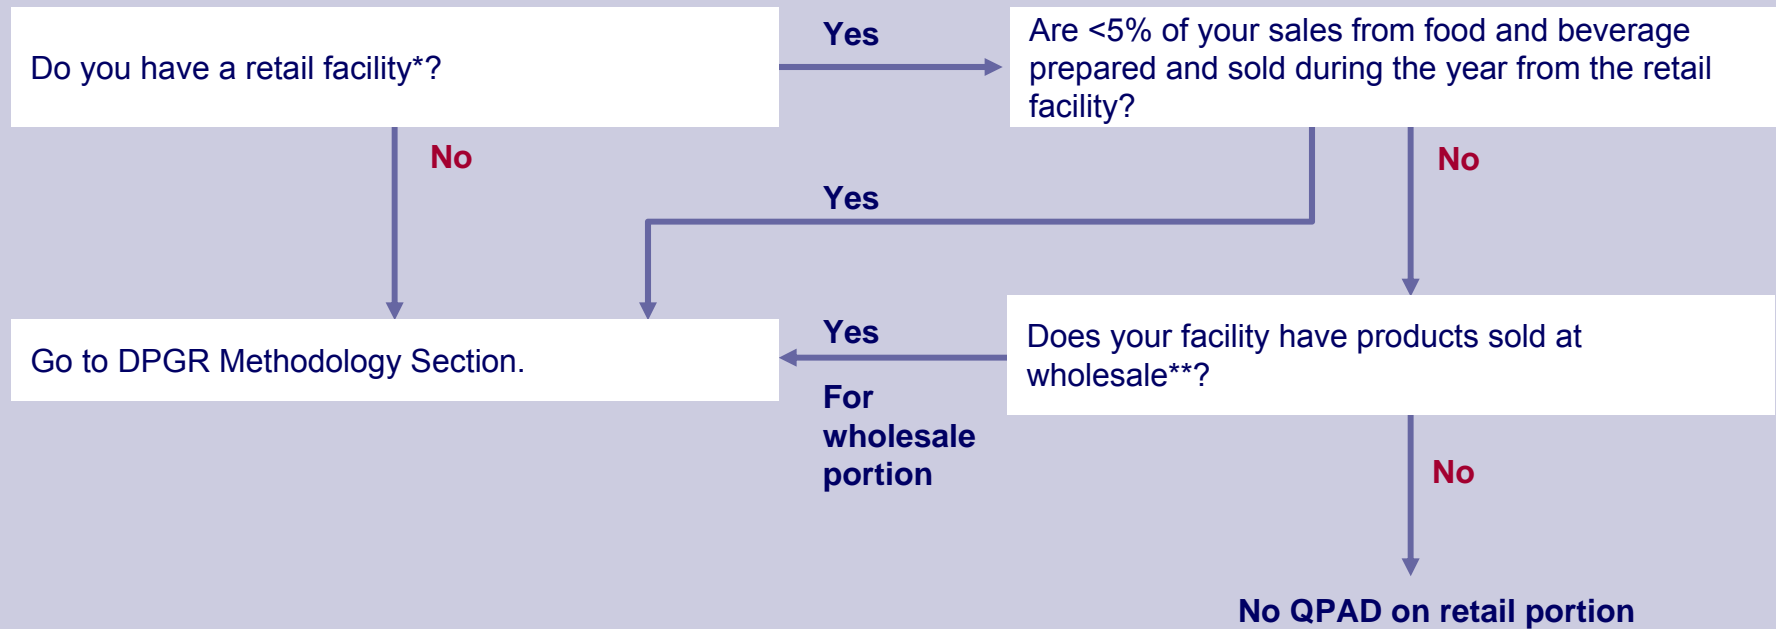 Do you have a retail facility*?
Yes
Are <5% of your sales from food and beverage
prepared and sold during the year from the retail
facility?
No
No
Yes
Go to DPGR Methodology Section.
Yes
For
wholesale
portion
Does your facility have products sold at
wholesale**?
No
No QPAD on retail portion